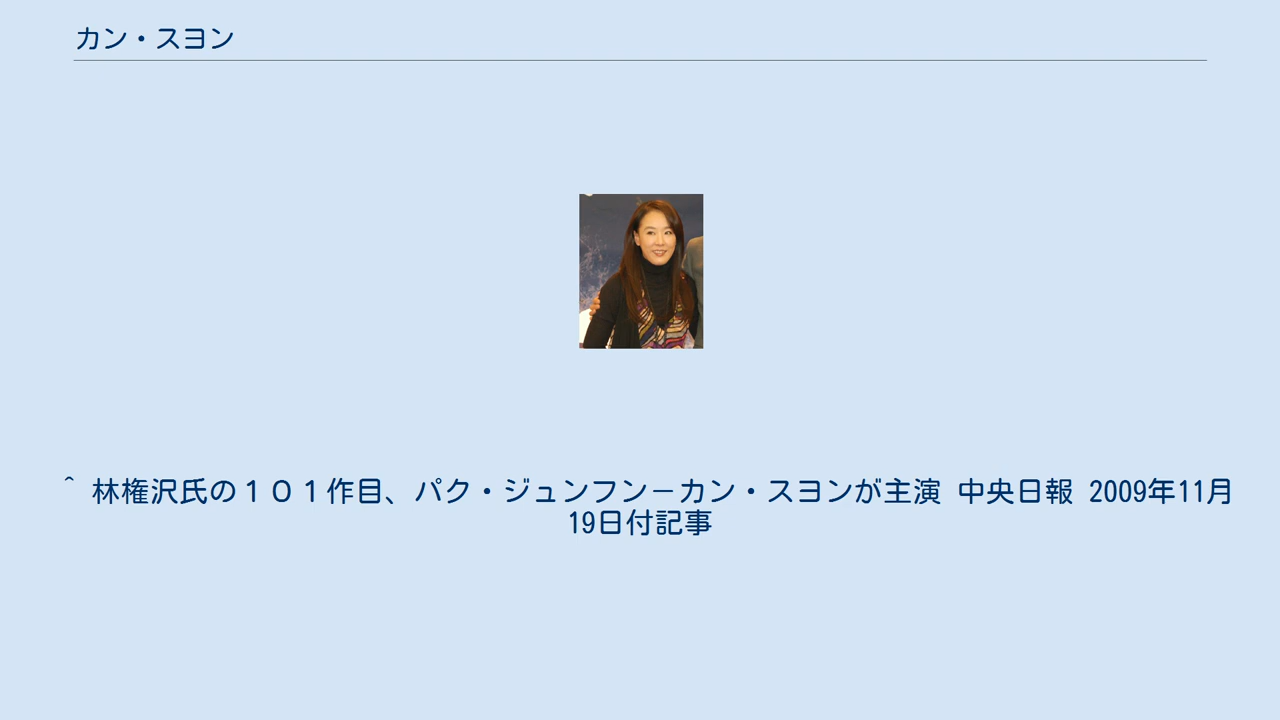 カン・スヨン
^ 林権沢氏の１０１作目、パク・ジュンフン－カン・スヨンが主演 中央日報 2009年11月
19日付記事